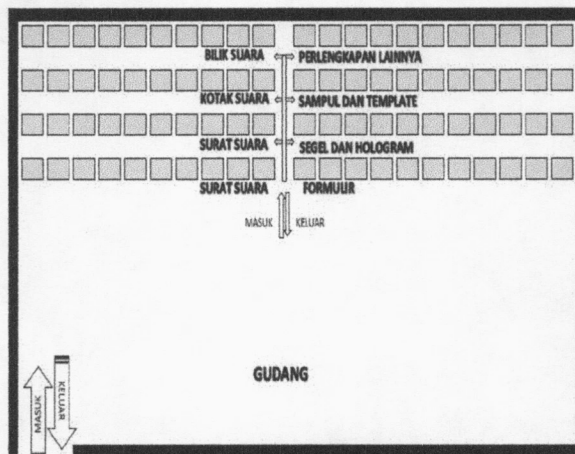 BILIK SUARA PERLENGKAPAN LAINNYA
KOTAK SUARA SAMPUL DAN TEMPLATE
SURAT SUARA SEGEL DAN HOLOGRAM
SURAT SUARA FORMULIR
MASUK KELUAR
GUDANG
MASUK
KELUAR